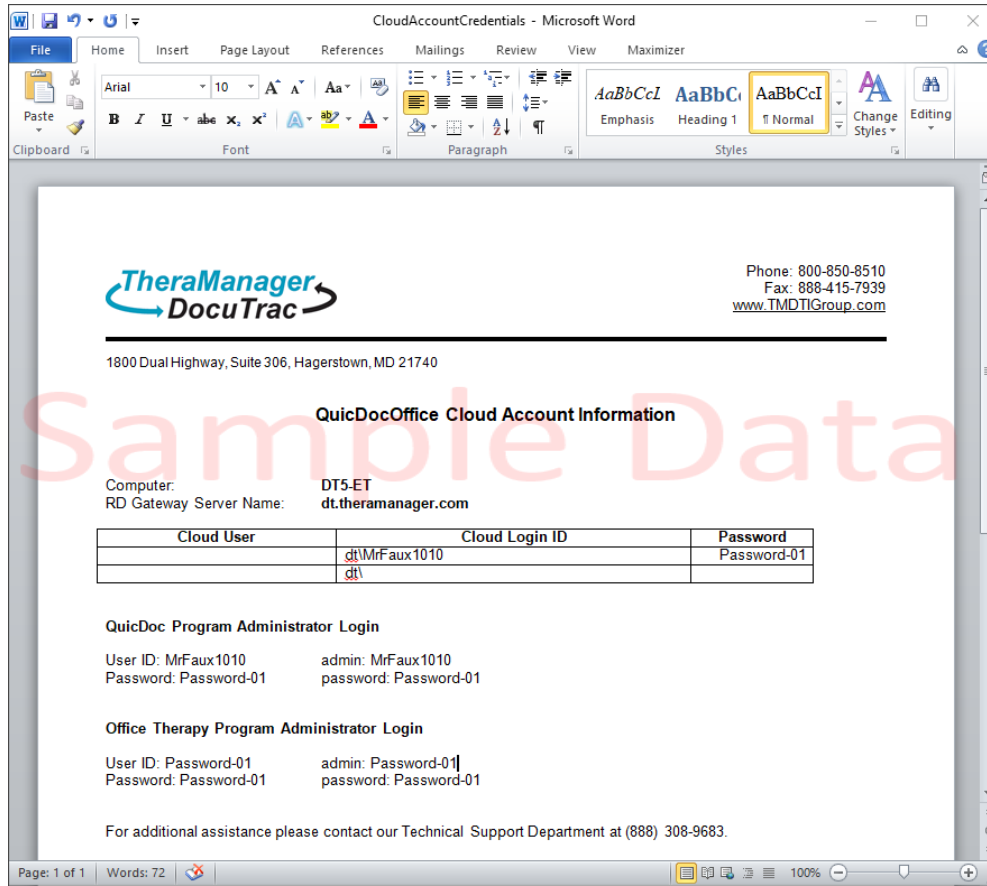 CloudAccountCredentials - Microsoft Word
File Home Insert Page Layout References Mailings Review View Maximizer
Paste
Clipboard
Arial 10
Aa
B I U abc x₂ x²
Font
Paragraph
AaBbCcI AaBbC AaBbCcI
Emphasis Heading 1 ¶ Normal
Change Styles
Styles
Editing
TheraManager
DocuTrac
Phone: 800-850-8510
Fax: 888-415-7939
www.TMDTIGroup.com
1800 Dual Highway, Suite 306, Hagerstown, MD 21740
Sample Data
QuicDocOffice Cloud Account Information
Computer: DT5-ET
RD Gateway Server Name: dt.theramanager.com
Cloud User Cloud Login ID Password
dt\MrFaux1010 Password-01
dt\
QuicDoc Program Administrator Login
User ID: MrFaux1010 admin: MrFaux1010
Password: Password-01 password: Password-01
Office Therapy Program Administrator Login
User ID: Password-01 admin: Password-01
Password: Password-01 password: Password-01
For additional assistance please contact our Technical Support Department at (888) 308-9683.
Page: 1 of 1 Words: 72 100%